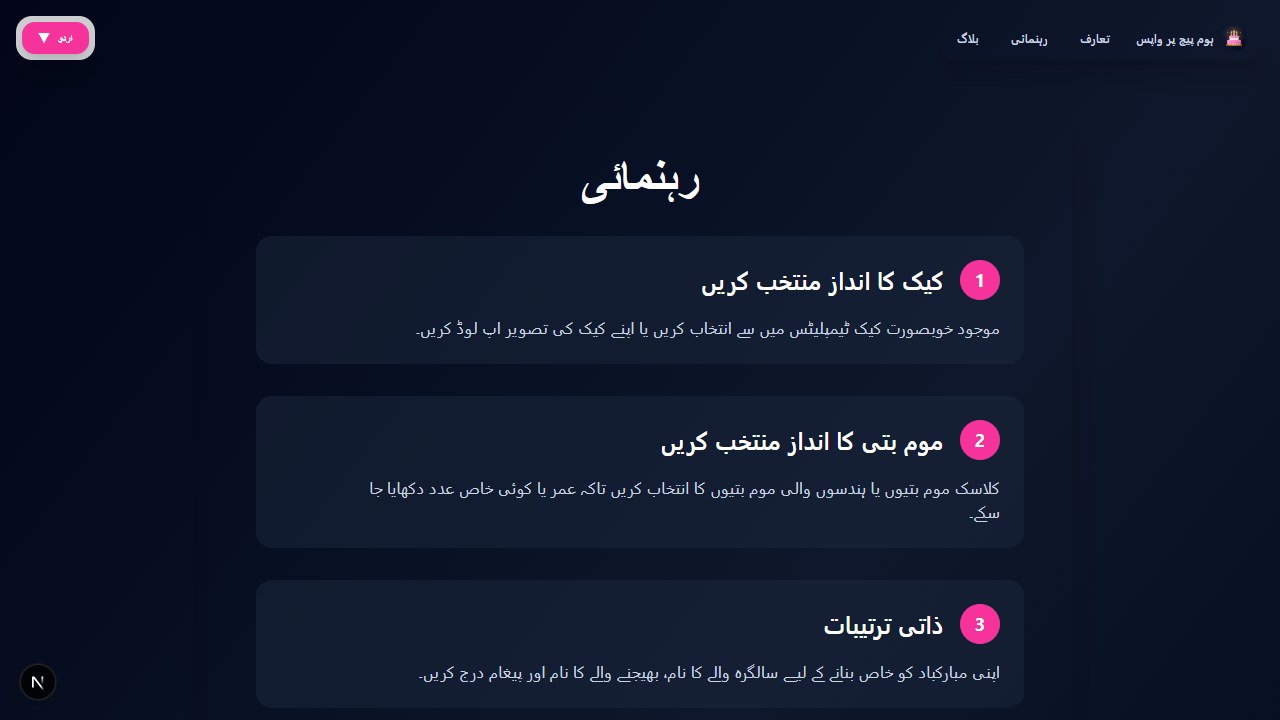 ہوم پیج پر واپس
تعارف
رہنمائی
بلاگ
اردو ▼
رہنمائی
1
کیک کا انداز منتخب کریں
موجود خوبصورت کیک ٹیمپلیٹس میں سے انتخاب کریں یا اپنے کیک کی تصویر اپ لوڈ کریں۔
2
موم بتی کا انداز منتخب کریں
کلاسک موم بتیوں یا ہندسوں والی موم بتیوں کا انتخاب کریں تاکہ عمر یا کوئی خاص عدد دکھایا جا
سکے۔
3
ذاتی ترتیبات
اپنی مبارکباد کو خاص بنانے کے لیے سالگرہ والے کا نام، بھیجنے والے کا نام اور پیغام درج کریں۔
N